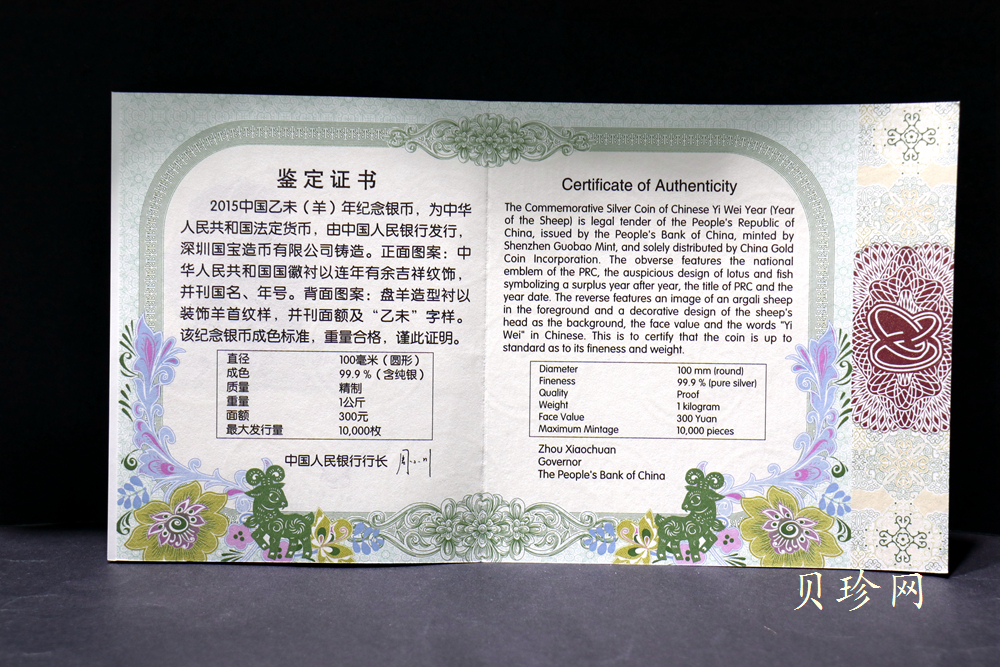 鉴定证书
2015中国乙未（羊）年纪念银币，为中华
人民共和国法定货币，由中国人民银行发行，
深圳国宝造币有限公司铸造。正面图案：中
华人民共和国国徽衬以连年有余吉祥纹饰，
并刊国名、年号。背面图案：盘羊造型衬以
装饰羊首纹样，并刊面额及“乙未”字样。
该纪念银币成色标准，重量合格，谨此证明。
直径 100毫米（圆形）
成色 99.9％（含纯银）
质量 精制
重量 1公斤
面额 300元
最大发行量 10,000枚
中国人民银行行长
Certificate of Authenticity
The Commemorative Silver Coin of Chinese Yi Wei Year (Year
of the Sheep) is legal tender of the People's Republic of
China, issued by the People's Bank of China, minted by
Shenzhen Guobao Mint, and solely distributed by China Gold
Coin Incorporation. The obverse features the national
emblem of the PRC, the auspicious design of lotus and fish
symbolizing a surplus year after year, the title of PRC and the
year date. The reverse features an image of an argali sheep
in the foreground and a decorative design of the sheep's
head as the background, the face value and the words "Yi
Wei" in Chinese. This is to certify that the coin is up to
standard as to its fineness and weight.
Diameter 100 mm (round)
Fineness 99.9 % (pure silver)
Quality Proof
Weight 1 kilogram
Face Value 300 Yuan
Maximum Mintage 10,000 pieces
Zhou Xiaochuan
Governor
The People's Bank of China
贝珍网